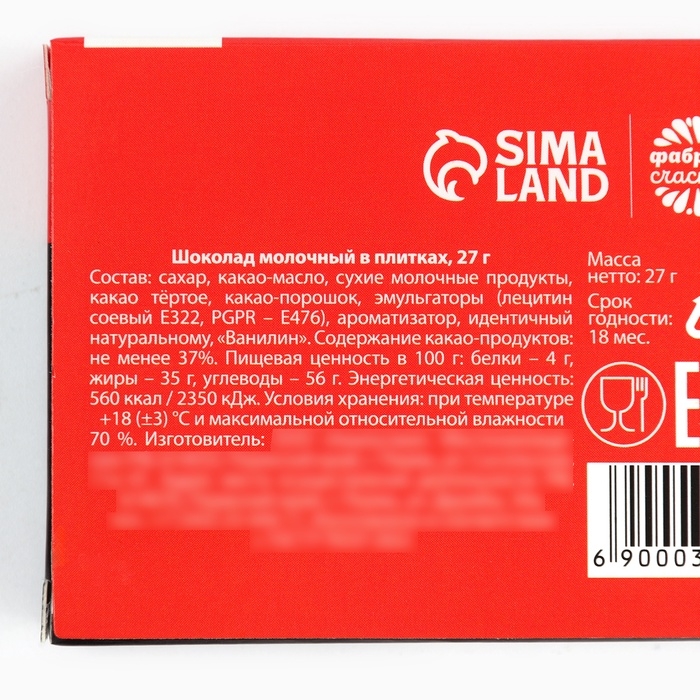 SIMA
LAND
Шоколад молочный в плитках, 27 г
Состав: сахар, какао-масло, сухие молочные продукты,
какао тёртое, какао-порошок, эмульгаторы (лецитин
соевый E322, PGPR – E476), ароматизатор, идентичный
натуральному, «Ванилин». Содержание какао-продуктов:
не менее 37%. Пищевая ценность в 100 г: белки – 4 г,
жиры – 35 г, углеводы – 56 г. Энергетическая ценность:
560 ккал / 2350 кДж. Условия хранения: при температуре
+18 (±3) °C и максимальной относительной влажности
70 %. Изготовитель:
Масса
нетто: 27 г
Срок
годности:
18 мес.
6 90003